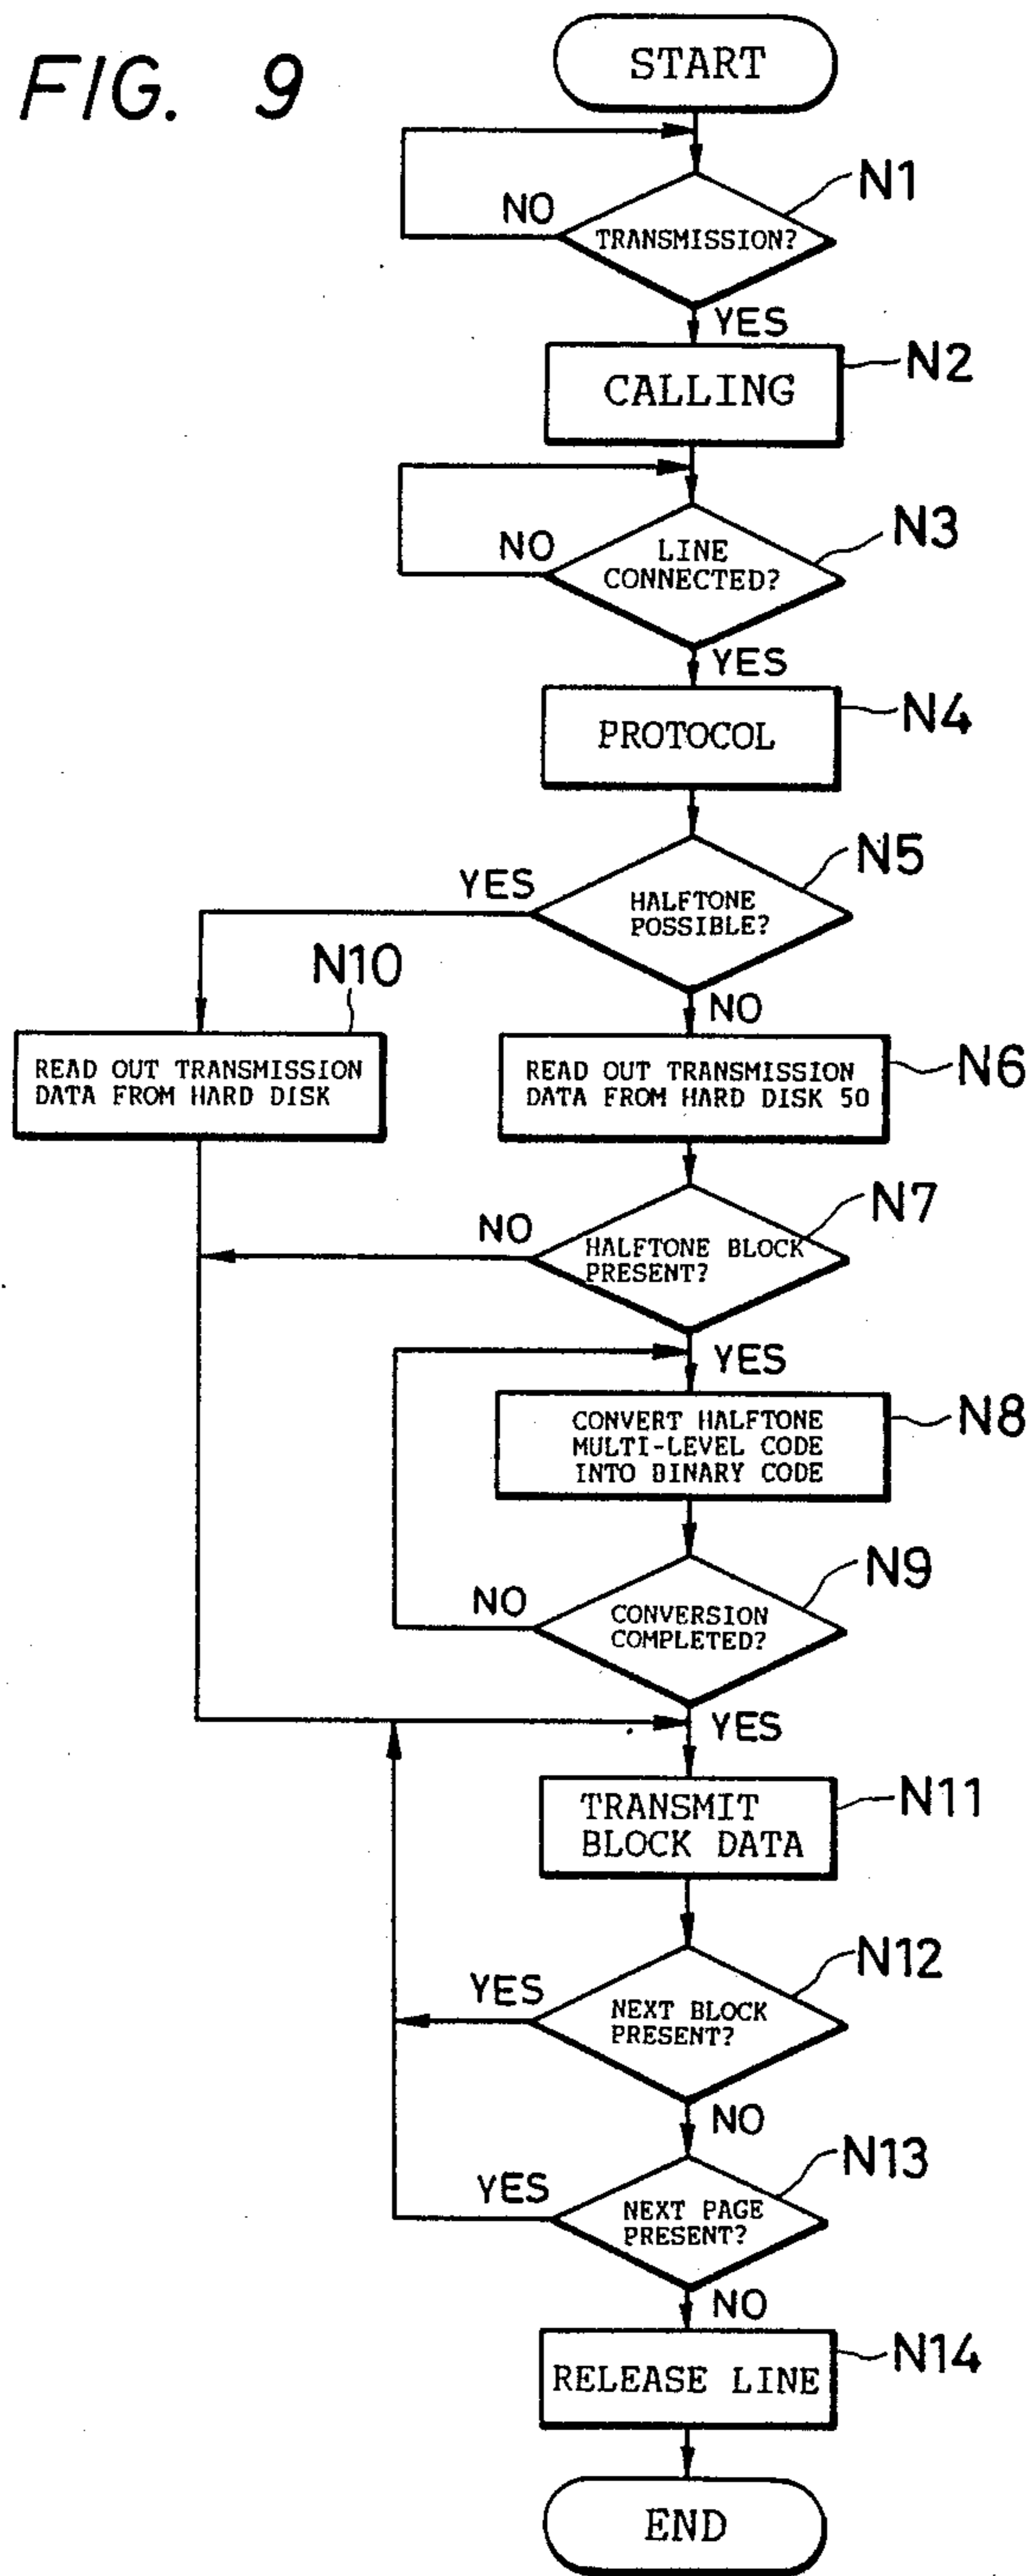 FIG. 9
START
N1
NO
TRANSMISSION?
YES
N2
CALLING
N3
NO
LINE
CONNECTED?
YES
N4
PROTOCOL
N5
YES
HALFTONE
POSSIBLE?
N10
NO
READ OUT TRANSMISSION
DATA FROM HARD DISK
N6
READ OUT TRANSMISSION
DATA FROM HARD DISK 50
N7
NO
HALFTONE BLOCK
PRESENT?
YES
N8
CONVERT HALFTONE
MULTI-LEVEL CODE
INTO BINARY CODE
N9
NO
CONVERSION
COMPLETED?
YES
N11
TRANSMIT
BLOCK DATA
N12
YES
NEXT BLOCK
PRESENT?
NO
N13
YES
NEXT PAGE
PRESENT?
NO
N14
RELEASE LINE
END